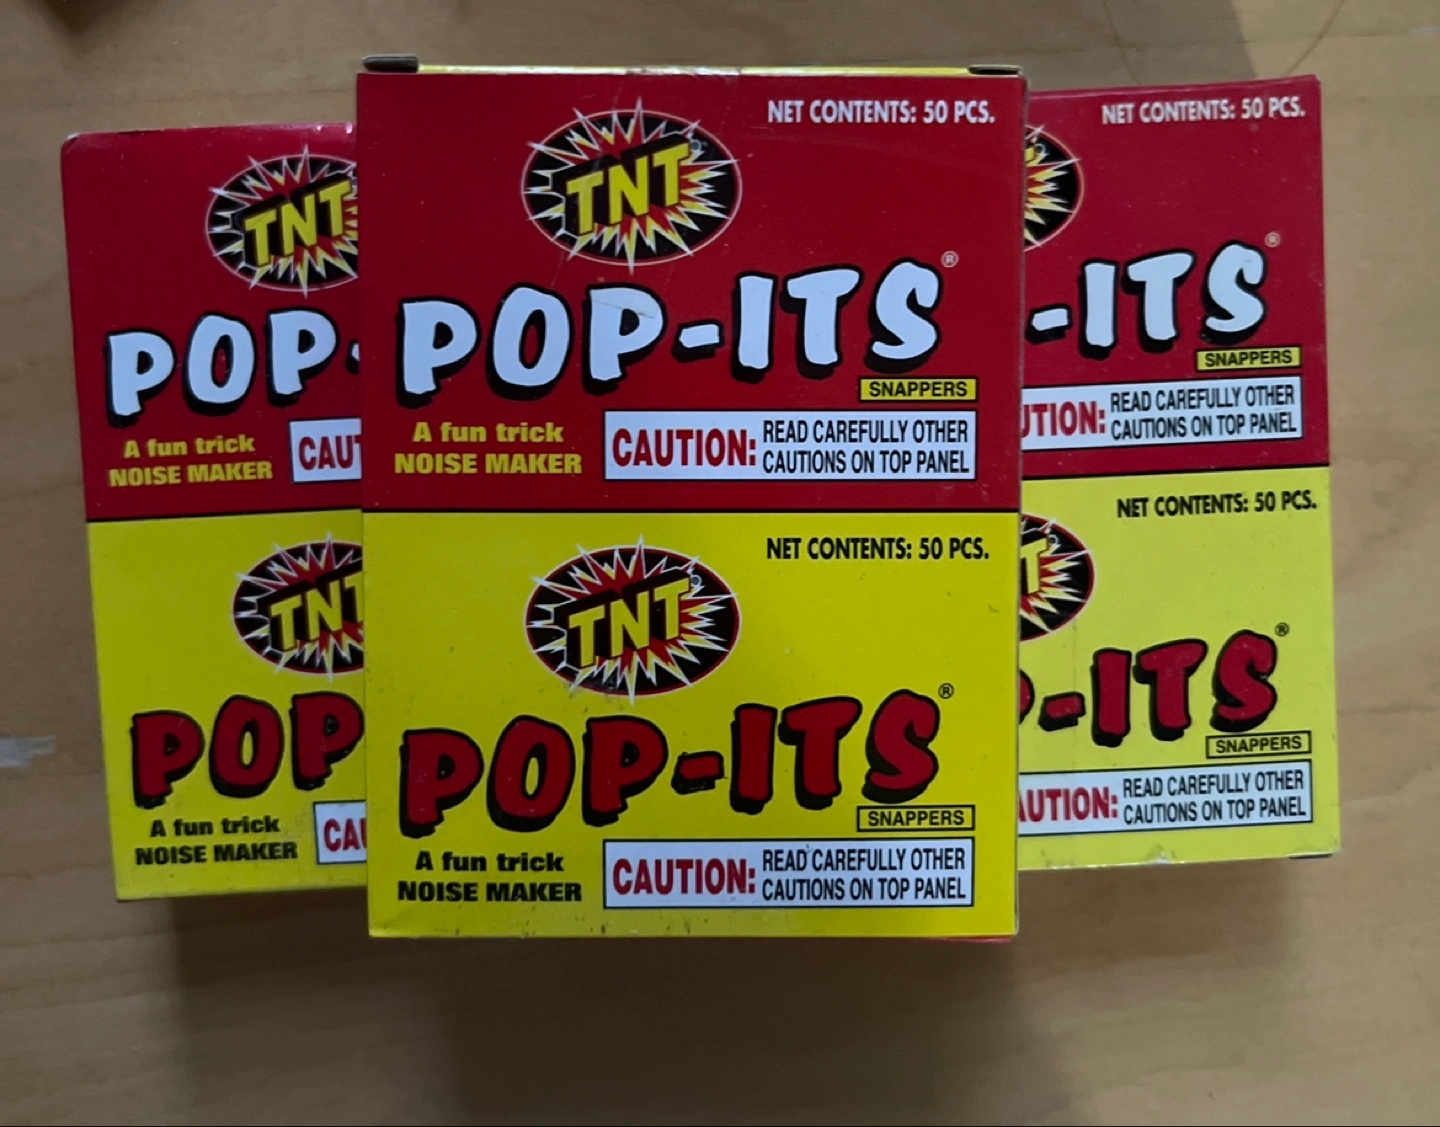 NET CONTENTS: 50 PCS.
TNT
POP-ITS®
SNAPPERS
A fun trick
NOISE MAKER
CAUTION: READ CAREFULLY OTHER
CAUTIONS ON TOP PANEL
NET CONTENTS: 50 PCS.
TNT
POP-ITS®
SNAPPERS
A fun trick
NOISE MAKER
CAUTION: READ CAREFULLY OTHER
CAUTIONS ON TOP PANEL
TNT
POP-
A fun trick
NOISE MAKER
CAUT
TNT
POP
A fun trick
NOISE MAKER
CAU
NET CONTENTS: 50 PCS.
T
-ITS®
SNAPPERS
UTION: READ CAREFULLY OTHER
CAUTIONS ON TOP PANEL
NET CONTENTS: 50 PCS.
T
P-ITS®
SNAPPERS
AUTION: READ CAREFULLY OTHER
CAUTIONS ON TOP PANEL